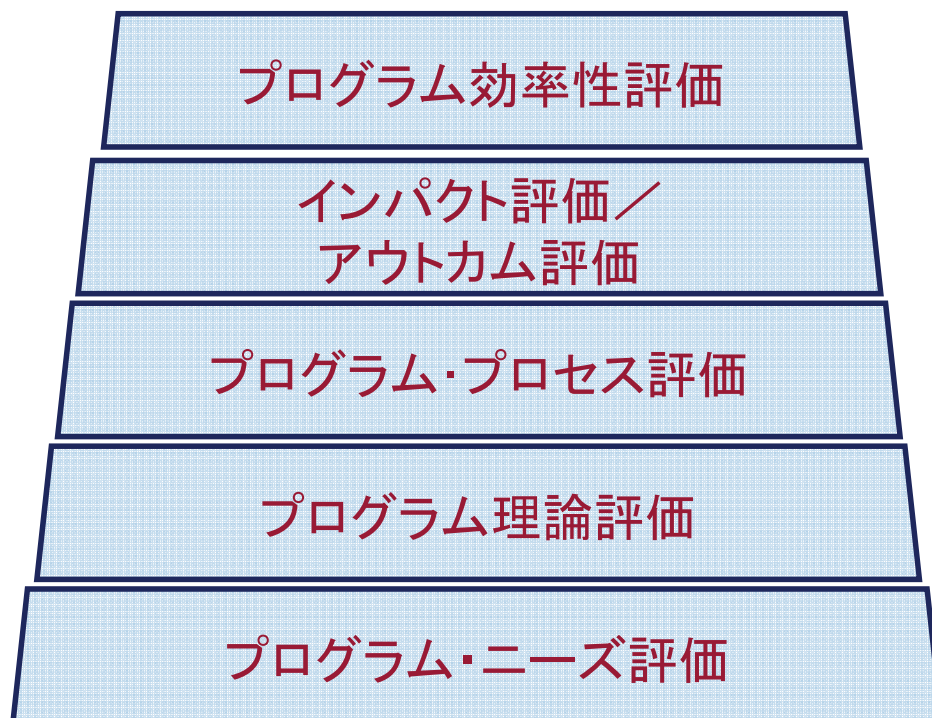 プログラム効率性評価
インパクト評価／
アウトカム評価
プログラム・プロセス評価
プログラム理論評価
プログラム・ニーズ評価